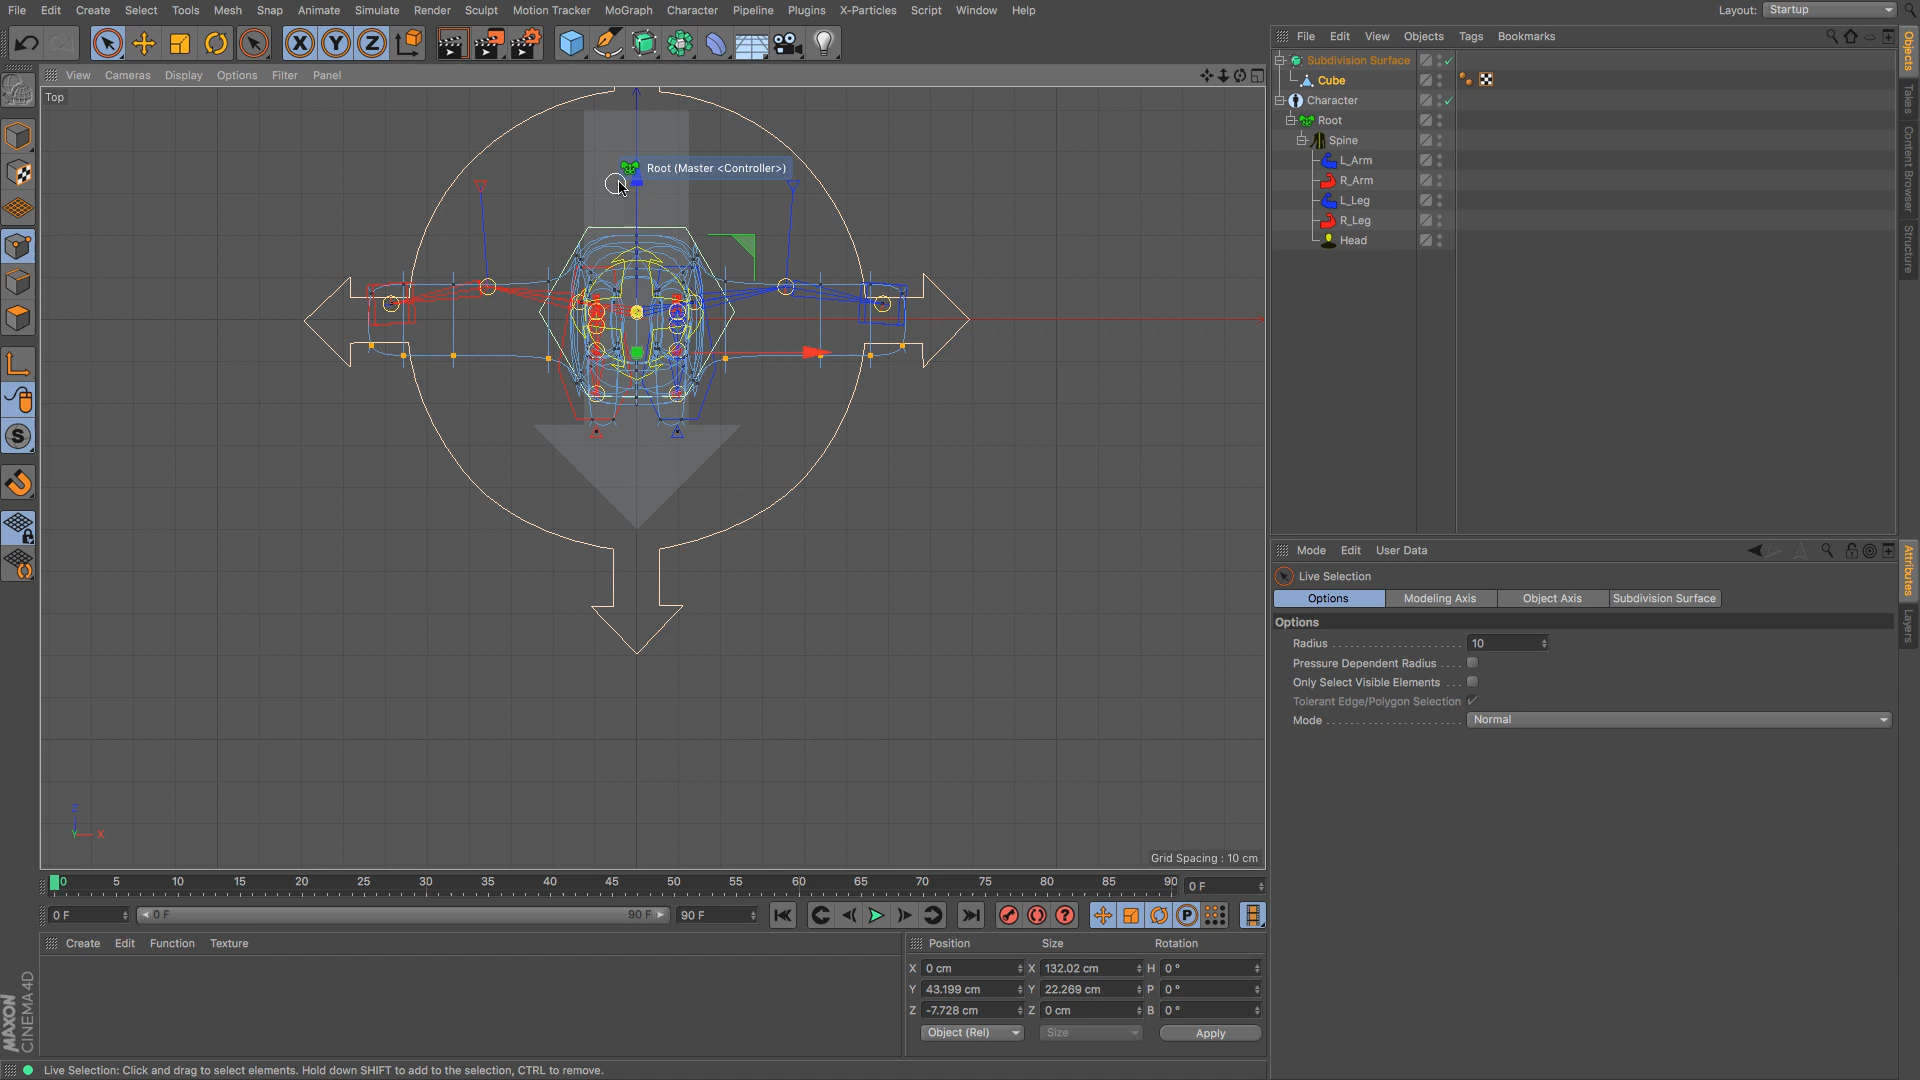 File Edit Create Select Tools Mesh Snap Animate Simulate Render Sculpt Motion Tracker MoGraph Character Pipeline Plugins X-Particles Script Window Help Layout: Startup
X Y Z
File Edit View Objects Tags Bookmarks
Objects
Takes
Content Browser
Structure
View Cameras Display Options Filter Panel
Top
Root (Master <Controller>)
Subdivision Surface
Cube
Character
Root
Spine
L_Arm
R_Arm
L_Leg
R_Leg
Head
S
Z
Y X
Grid Spacing : 10 cm
Mode Edit User Data
Attributes
Layers
Live Selection
Options Modeling Axis Object Axis Subdivision Surface
Options
Radius 10
Pressure Dependent Radius
Only Select Visible Elements
Tolerant Edge/Polygon Selection
Mode Normal
0 5 10 15 20 25 30 35 40 45 50 55 60 65 70 75 80 85 90 0 F
0 F 0 F 90 F 90 F ? P
Create Edit Function Texture
Position Size Rotation
X 0 cm X 132.02 cm H 0 °
Y 43.199 cm Y 22.269 cm P 0 °
Z -7.728 cm Z 0 cm B 0 °
Object (Rel) Size Apply
MAXON
CINEMA 4D
Live Selection: Click and drag to select elements. Hold down SHIFT to add to the selection, CTRL to remove.